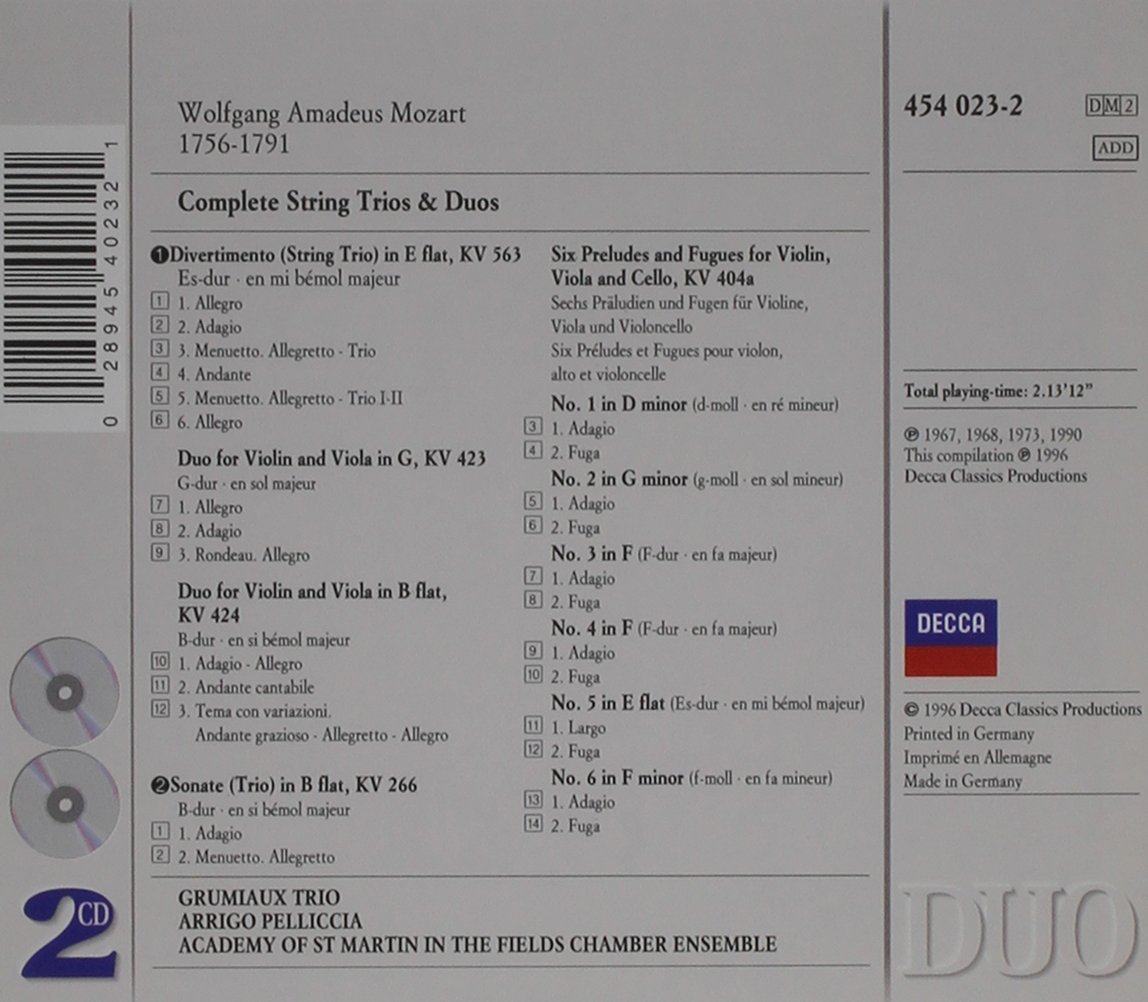 Wolfgang Amadeus Mozart
1756-1791
Complete String Trios & Duos
❶Divertimento (String Trio) in E flat, KV 563
Es-dur · en mi bémol majeur
1 1. Allegro
2 2. Adagio
3 3. Menuetto. Allegretto - Trio
4 4. Andante
5 5. Menuetto. Allegretto - Trio I-II
6 6. Allegro
Duo for Violin and Viola in G, KV 423
G-dur · en sol majeur
7 1. Allegro
8 2. Adagio
9 3. Rondeau. Allegro
Duo for Violin and Viola in B flat,
KV 424
B-dur · en si bémol majeur
10 1. Adagio - Allegro
11 2. Andante cantabile
12 3. Tema con variazioni.
Andante grazioso - Allegretto - Allegro
❷Sonate (Trio) in B flat, KV 266
B-dur · en si bémol majeur
1 1. Adagio
2 2. Menuetto. Allegretto
Six Preludes and Fugues for Violin,
Viola and Cello, KV 404a
Sechs Präludien und Fugen für Violine,
Viola und Violoncello
Six Préludes et Fugues pour violon,
alto et violoncelle
No. 1 in D minor (d-moll · en ré mineur)
3 1. Adagio
4 2. Fuga
No. 2 in G minor (g-moll · en sol mineur)
5 1. Adagio
6 2. Fuga
No. 3 in F (F-dur · en fa majeur)
7 1. Adagio
8 2. Fuga
No. 4 in F (F-dur · en fa majeur)
9 1. Adagio
10 2. Fuga
No. 5 in E flat (Es-dur · en mi bémol majeur)
11 1. Largo
12 2. Fuga
No. 6 in F minor (f-moll · en fa mineur)
13 1. Adagio
14 2. Fuga
GRUMIAUX TRIO
ARRIGO PELLICCIA
ACADEMY OF ST MARTIN IN THE FIELDS CHAMBER ENSEMBLE
454 023-2
DM2
ADD
Total playing-time: 2.13'12"
℗ 1967, 1968, 1973, 1990
This compilation ℗ 1996
Decca Classics Productions
DECCA
© 1996 Decca Classics Productions
Printed in Germany
Imprimé en Allemagne
Made in Germany
DUO
0 28945 40232 1
2 CD